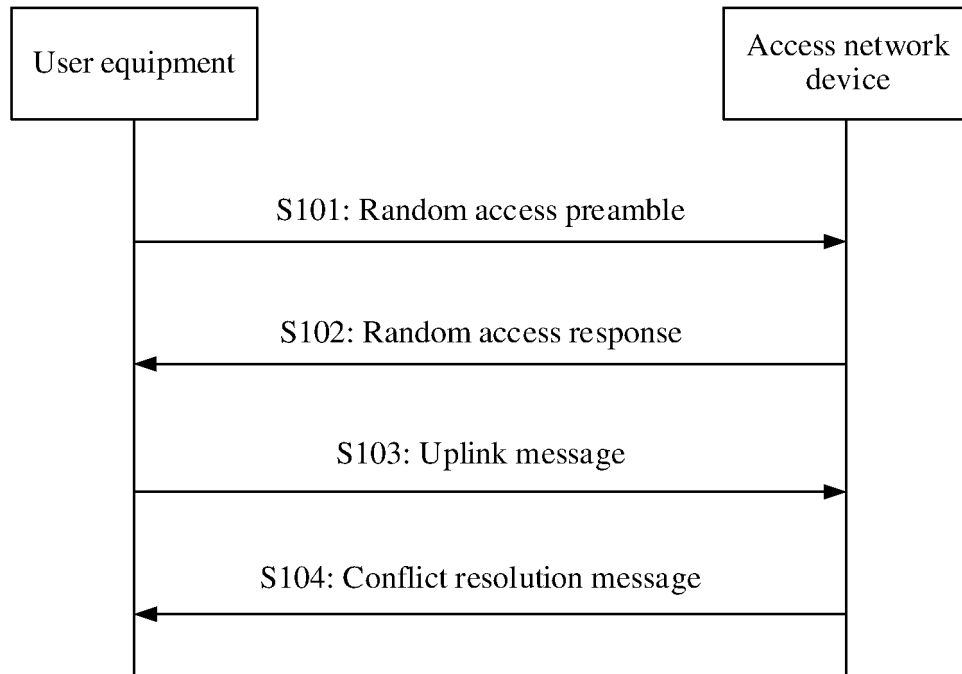 User equipment
Access network
device
S101: Random access preamble
S102: Random access response
S103: Uplink message
S104: Conflict resolution message